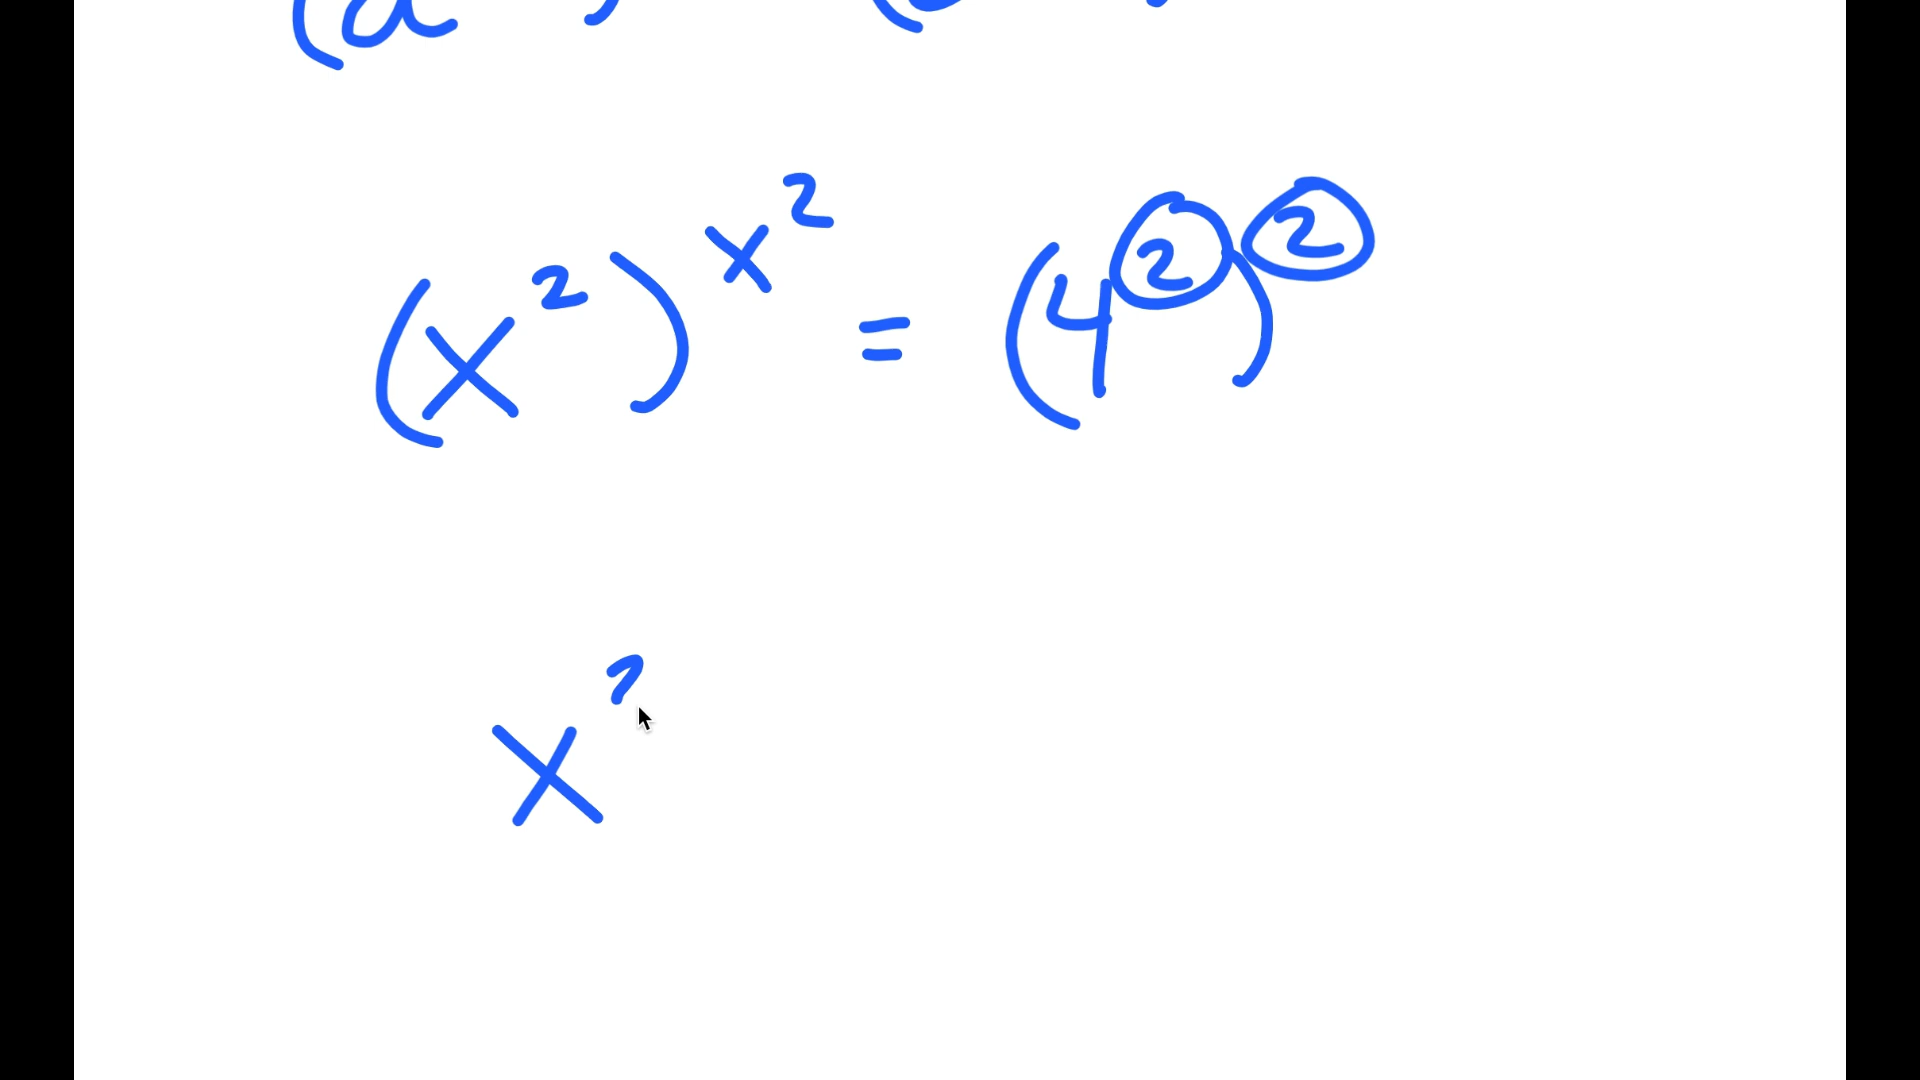 (x²)^x² = (4²)²
x²